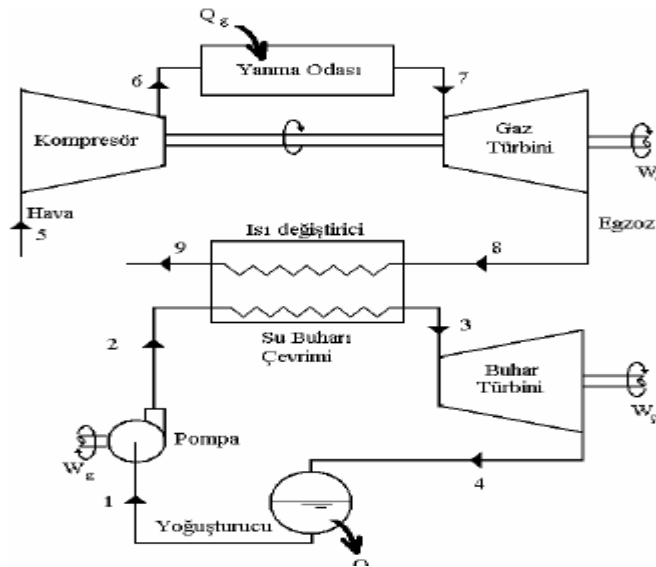 Q g
Yanma Odası
6
7
Kompresör
Gaz
Türbini
W
Hava
5
Egzoz
Isı değiştirici
9
8
2
Su Buharı
Çevrimi
3
Buhar
Türbini
Wç
Pompa
W g
1
4
Yoğuşturucu